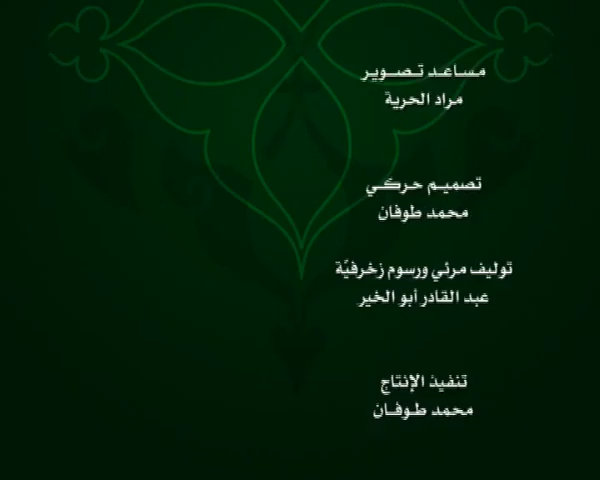 مساعد تصوير
مراد الحرية
تصميم حركي
محمد طوفان
توليف مرئي ورسوم زخرفيّة
عبد القادر أبو الخير
تنفيذ الإنتاج
محمد طوفان